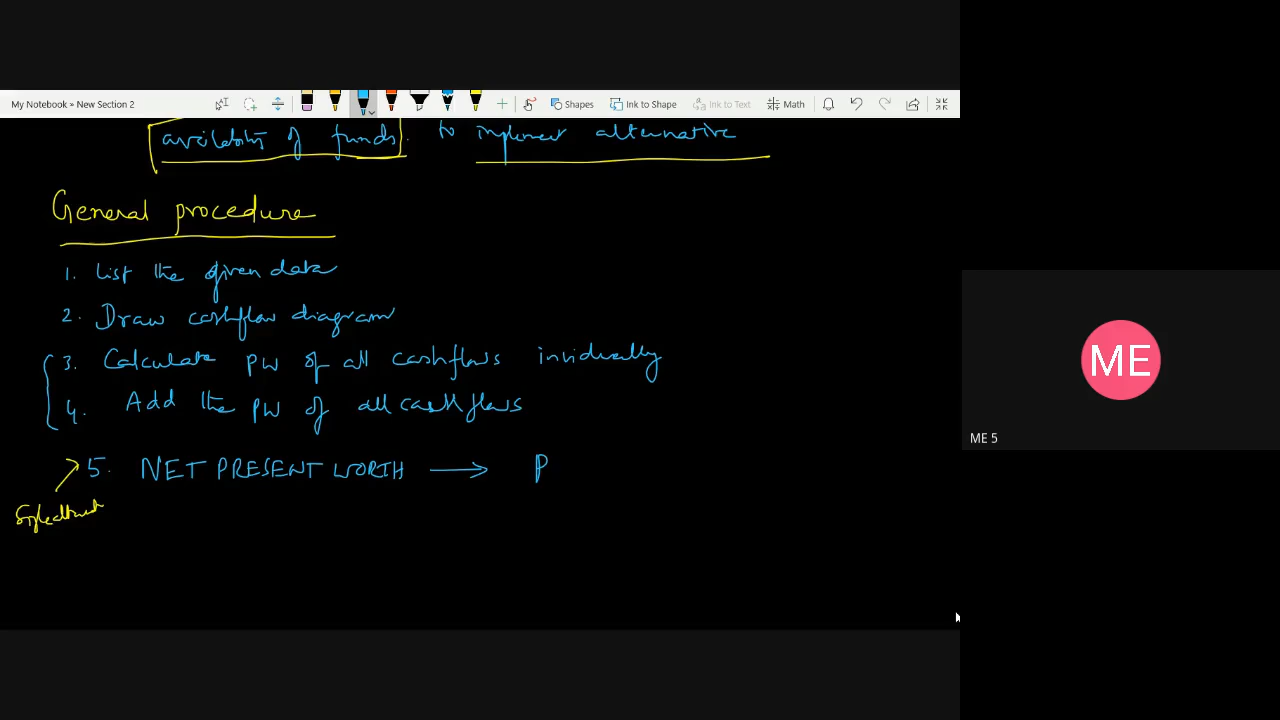 My Notebook » New Section 2
Shapes Ink to Shape Ink to Text Math
availability of funds. to implement alternative
General procedure
1. List the given data
2. Draw cashflow diagram
3. Calculate PW of all cashflows invidually
4. Add the PW of all cashflows
5. NET PRESENT WORTH → P
ME
ME 5